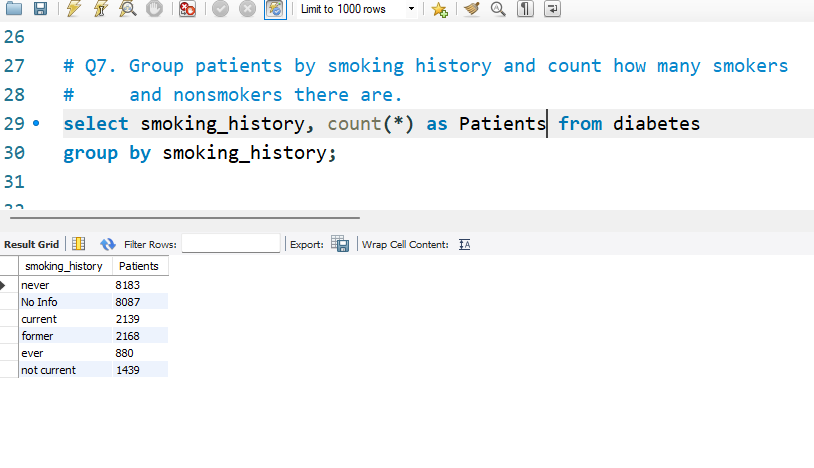 Limit to 1000 rows
26
27 # Q7. Group patients by smoking history and count how many smokers
28 # and nonsmokers there are.
29 select smoking_history, count(*) as Patients from diabetes
30 group by smoking_history;
31
Result Grid Filter Rows: Export: Wrap Cell Content:
smoking_history Patients
never 8183
No Info 8087
current 2139
former 2168
ever 880
not current 1439